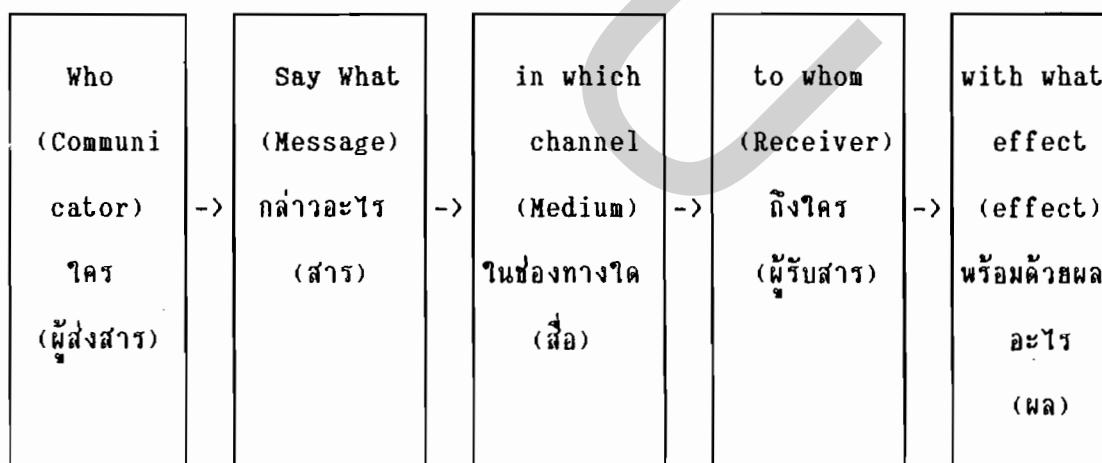 Who
(Communi
cator)
ใคร
(ผู้ส่งสาร)
->
Say What
(Message)
กล่าวอะไร
(สาร)
->
in which
channel
(Medium)
ในช่องทางใด
(สื่อ)
->
to whom
(Receiver)
ถึงใคร
(ผู้รับสาร)
->
with what
effect
(effect)
พร้อมด้วยผล
อะไร
(ผล)